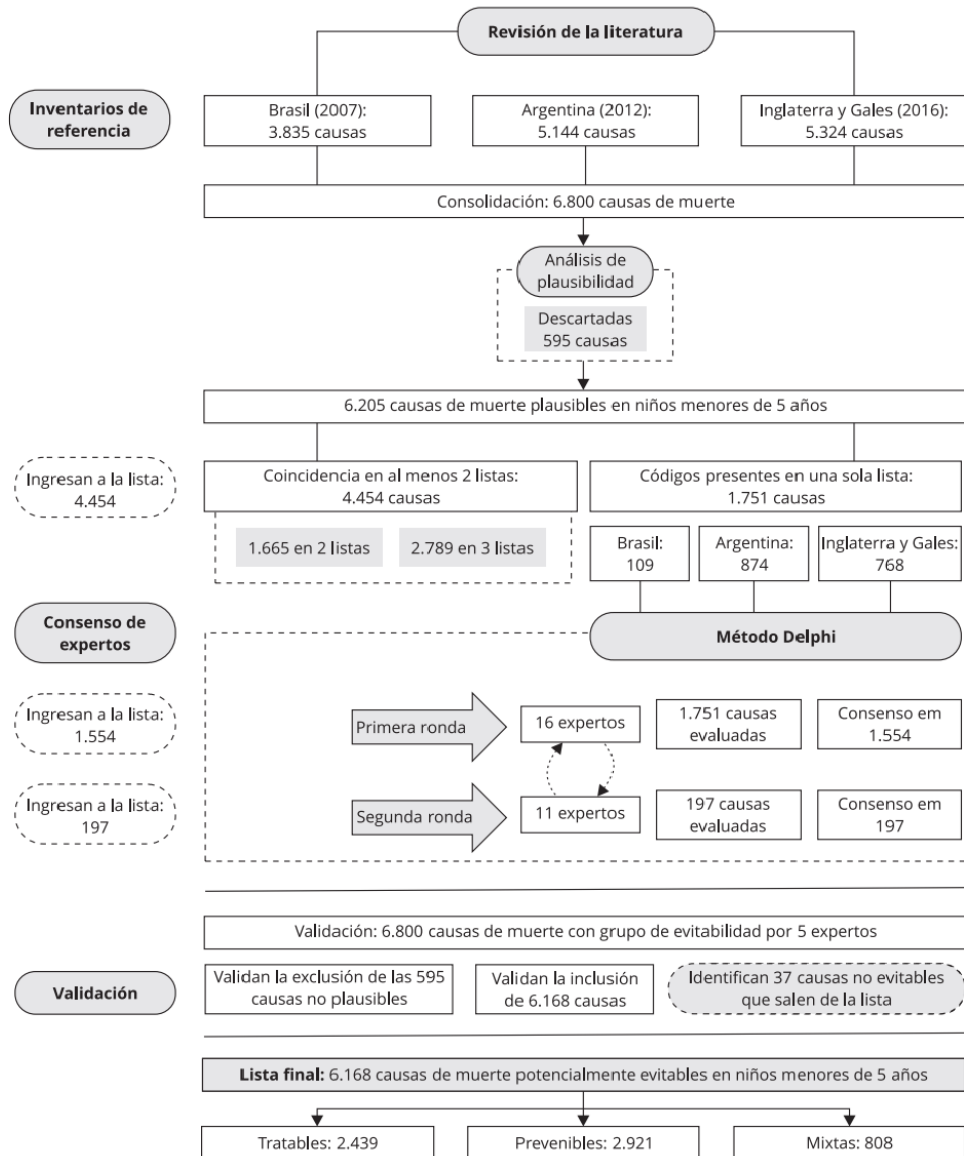 Revisión de la literatura
Inventarios de
referencia
Brasil (2007):
3.835 causas
Argentina (2012):
5.144 causas
Inglaterra y Gales (2016):
5.324 causas
Consolidación: 6.800 causas de muerte
Análisis de
plausibilidad
Descartadas
595 causas
6.205 causas de muerte plausibles en niños menores de 5 años
Ingresan a la lista:
4.454
Coincidencia en al menos 2 listas:
4.454 causas
Códigos presentes en una sola lista:
1.751 causas
1.665 en 2 listas
2.789 en 3 listas
Brasil:
109
Argentina:
874
Inglaterra y Gales:
768
Consenso de
expertos
Método Delphi
Ingresan a la lista:
1.554
Primera ronda
16 expertos
1.751 causas
evaluadas
Consenso em
1.554
Ingresan a la lista:
197
Segunda ronda
11 expertos
197 causas
evaluadas
Consenso em
197
Validación: 6.800 causas de muerte con grupo de evitabilidad por 5 expertos
Validación
Validan la exclusión de las 595
causas no plausibles
Validan la inclusión
de 6.168 causas
Identifican 37 causas no evitables
que salen de la lista
Lista final: 6.168 causas de muerte potencialmente evitables en niños menores de 5 años
Tratables: 2.439
Prevenibles: 2.921
Mixtas: 808